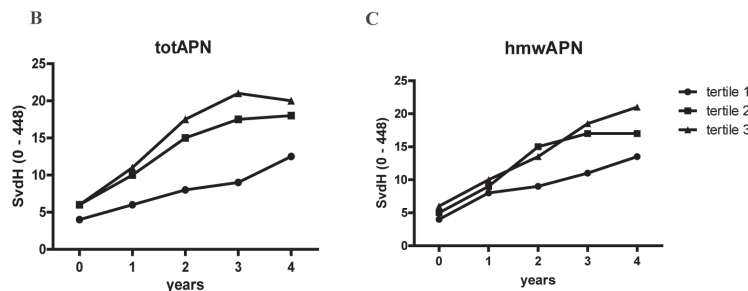 B
totAPN
SvdH (0 - 448)
25
20
15
10
5
0
0 1 2 3 4
years
C
hmwAPN
SvdH (0 - 448)
25
20
15
10
5
0
0 1 2 3 4
years
tertile 1
tertile 2
tertile 3